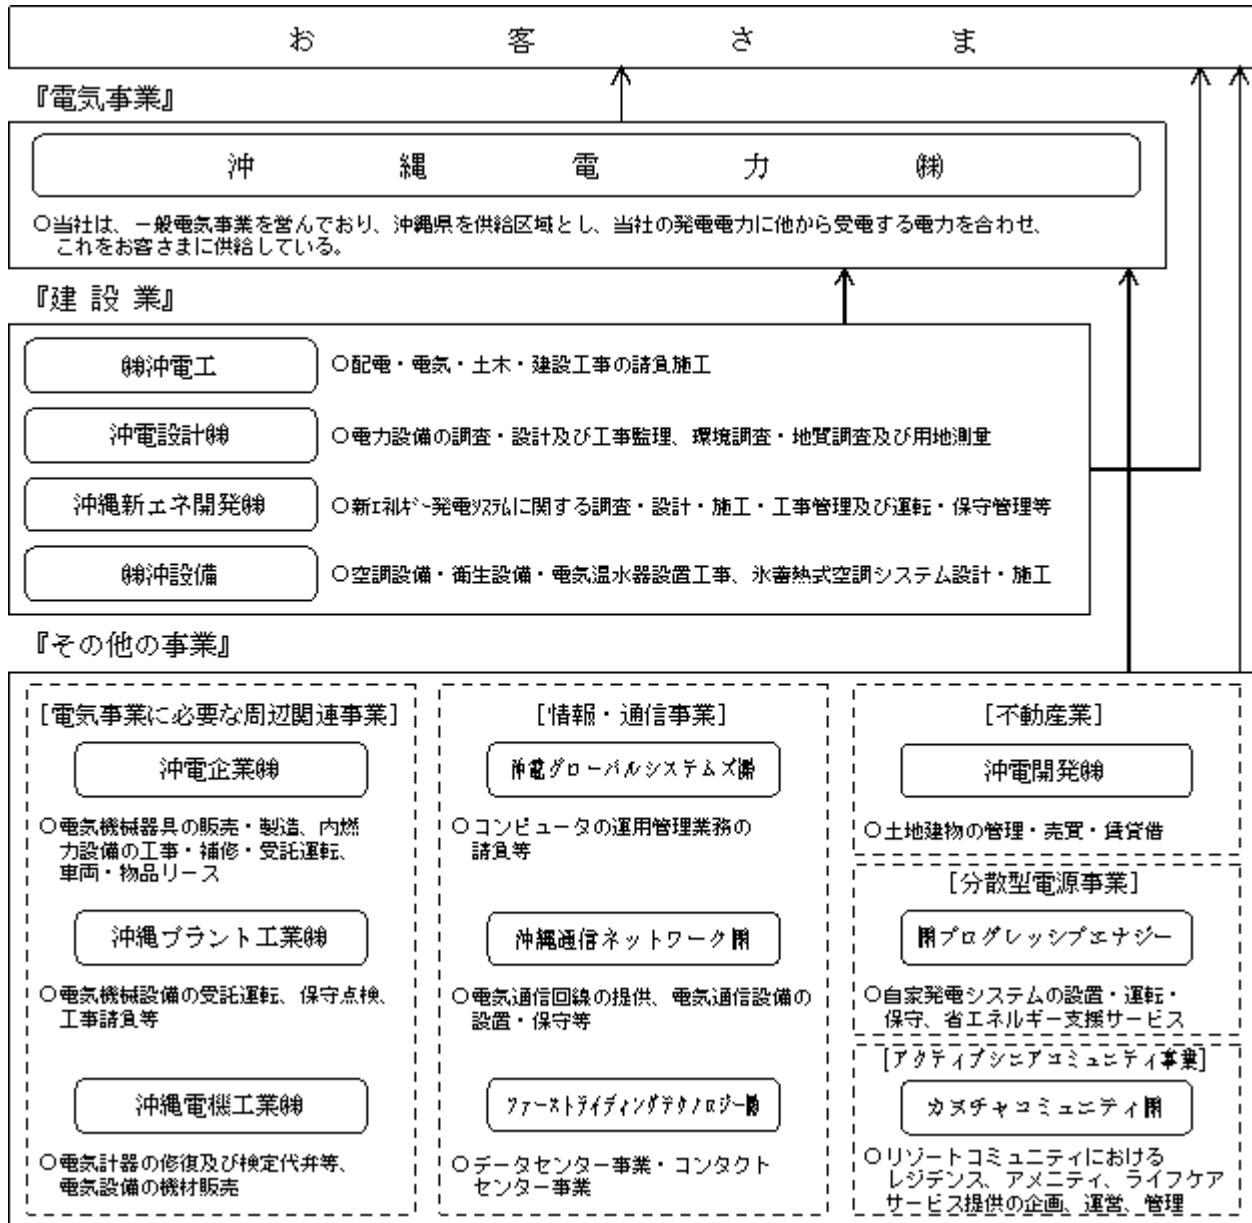 お客さま
『電気事業』
沖縄電力㈱
○当社は、一般電気事業を営んでおり、沖縄県を供給区域とし、当社の発電電力に他から受電する電力を合わせ、
これをお客さまに供給している。
『建設業』
㈱沖電工
○配電・電気・土木・建設工事の請負施工
沖電設計㈱
○電力設備の調査・設計及び工事監理、環境調査・地質調査及び用地測量
沖縄新エネ開発㈱
○新ｴﾈﾙｷﾞｰ発電ｼｽﾃﾑに関する調査・設計・施工・工事管理及び運転・保守管理等
㈱沖設備
○空調設備・衛生設備・電気温水器設置工事、氷蓄熱式空調システム設計・施工
『その他の事業』
[電気事業に必要な周辺関連事業]
沖電企業㈱
○電気機械器具の販売・製造、内燃
力設備の工事・補修・受託運転、
車両・物品リース
沖縄プラント工業㈱
○電気機械設備の受託運転、保守点検、
工事請負等
沖縄電機工業㈱
○電気計器の修復及び検定代弁等、
電気設備の機材販売
[情報・通信事業]
沖電グローバルシステムズ㈱
○コンピュータの運用管理業務の
請負等
沖縄通信ネットワーク㈱
○電気通信回線の提供、電気通信設備の
設置・保守等
ファーストライディングテクノロジー㈱
○データセンター事業・コンタクト
センター事業
[不動産業]
沖電開発㈱
○土地建物の管理・売買・賃貸借
[分散型電源事業]
㈱プログレッシブエナジー
○自家発電システムの設置・運転・
保守、省エネルギー支援サービス
[アクティブシニアコミュニティ事業]
カヌチャコミュニティ㈱
○リゾートコミュニティにおける
レジデンス、アメニティ、ライフケア
サービス提供の企画、運営、管理